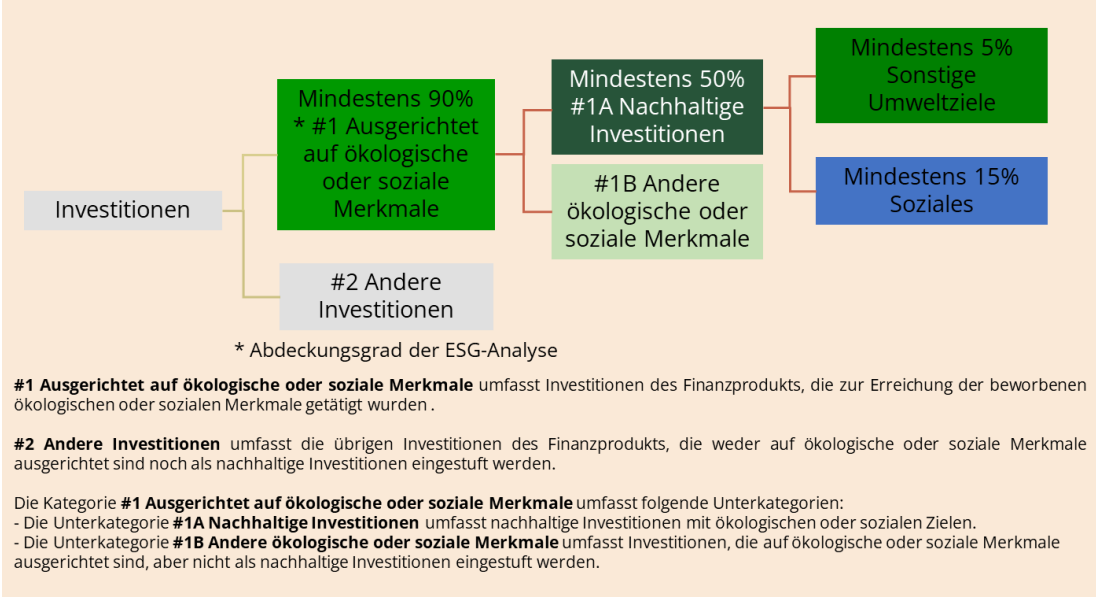 Investitionen
Mindestens 90%
* #1 Ausgerichtet
auf ökologische
oder soziale
Merkmale
#2 Andere
Investitionen
Mindestens 50%
#1A Nachhaltige
Investitionen
#1B Andere
ökologische oder
soziale Merkmale
Mindestens 5%
Sonstige
Umweltziele
Mindestens 15%
Soziales
* Abdeckungsgrad der ESG-Analyse
#1 Ausgerichtet auf ökologische oder soziale Merkmale umfasst Investitionen des Finanzprodukts, die zur Erreichung der beworbenen
ökologischen oder sozialen Merkmale getätigt wurden .
#2 Andere Investitionen umfasst die übrigen Investitionen des Finanzprodukts, die weder auf ökologische oder soziale Merkmale
ausgerichtet sind noch als nachhaltige Investitionen eingestuft werden.
Die Kategorie #1 Ausgerichtet auf ökologische oder soziale Merkmale umfasst folgende Unterkategorien:
- Die Unterkategorie #1A Nachhaltige Investitionen umfasst nachhaltige Investitionen mit ökologischen oder sozialen Zielen.
- Die Unterkategorie #1B Andere ökologische oder soziale Merkmale umfasst Investitionen, die auf ökologische oder soziale Merkmale
ausgerichtet sind, aber nicht als nachhaltige Investitionen eingestuft werden.